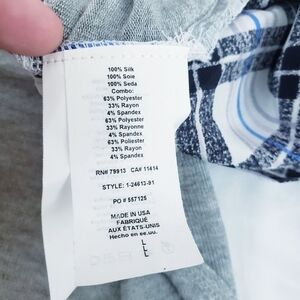 100% Silk
100% Soie
100% Seda
Combo:
63% Polyester
33% Rayon
4% Spandex
63% Polyester
33% Rayonne
4% Spandex
63% Poliester
33% Rayon
4% Spandex
RN# 79913 CA# 11414
STYLE: 1-24613-91
PO # 557125
MADE IN USA
FABRIQUÉ
AUX ÉTATS-UNIS
Hecho en ee.uu.
L
L